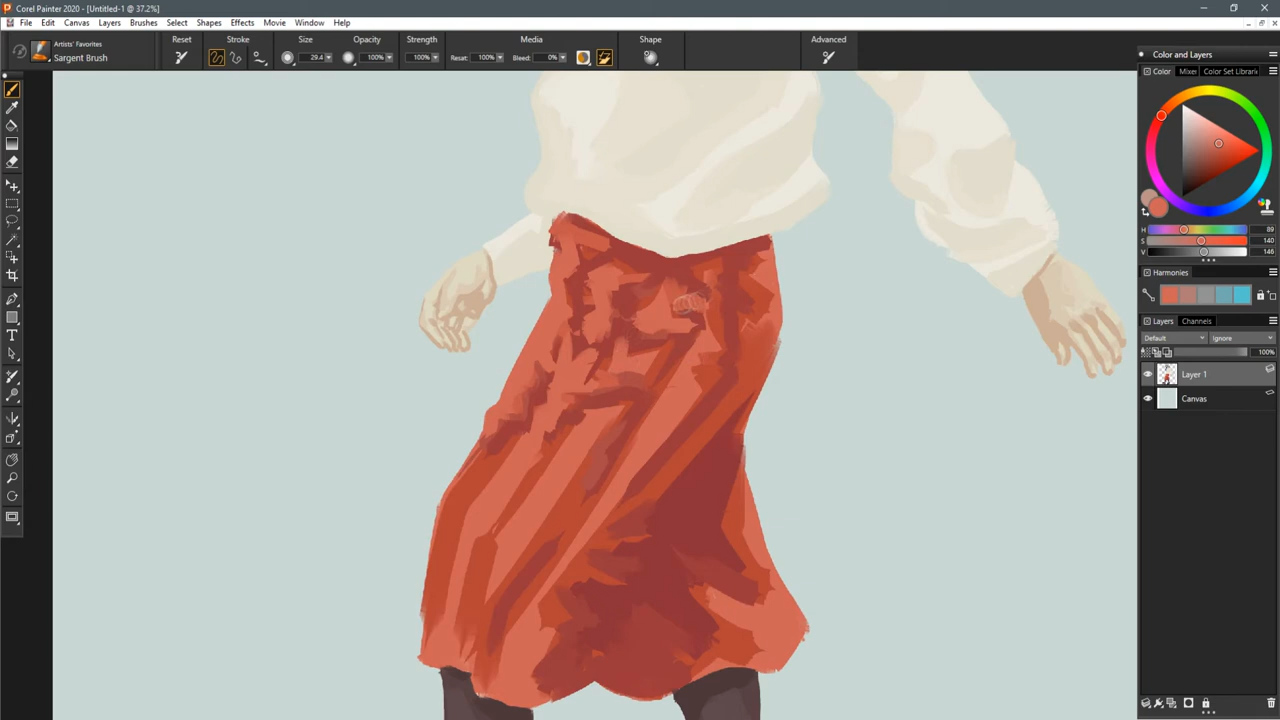 Corel Painter 2020 - [Untitled-1 @ 37.2%]
File Edit Canvas Layers Brushes Select Shapes Effects Movie Window Help
Artists' Favorites
Sargent Brush
Reset Stroke Size Opacity Strength Media Shape Advanced
29.4 100% 100% Resat: 100% Bleed: 0%
Color and Layers
Color Mixer Color Set Libraries
H 89
S 140
V 146
Harmonies
Layers Channels
Default Ignore
100%
Layer 1
Canvas
T